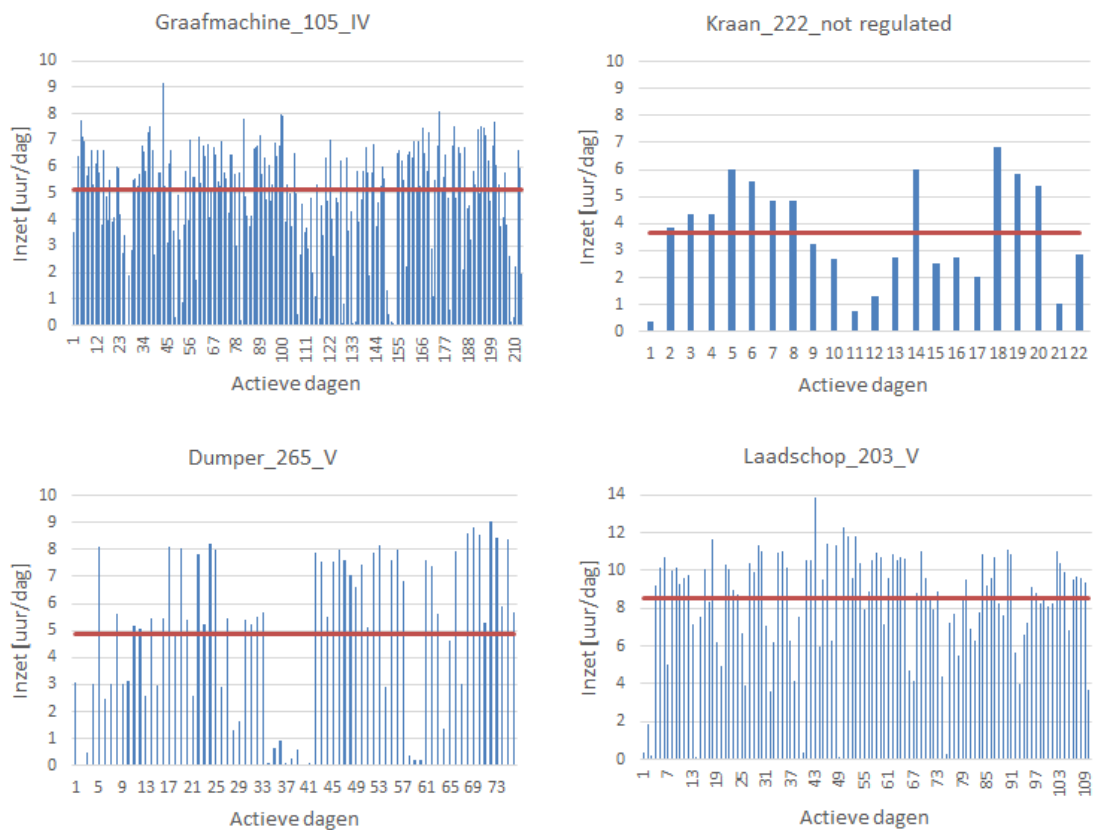 Graafmachine_105_IV
10
9
8
7
6
5
4
3
2
1
0
Inzet [uur/dag]
1 12 23 34 45 56 67 78 89 100 111 122 133 144 155 166 177 188 199 210
Actieve dagen
Kraan_222_not regulated
10
9
8
7
6
5
4
3
2
1
0
Inzet [uur/dag]
1 2 3 4 5 6 7 8 9 10 11 12 13 14 15 16 17 18 19 20 21 22
Actieve dagen
Dumper_265_V
10
9
8
7
6
5
4
3
2
1
0
Inzet [uur/dag]
1 5 9 13 17 21 25 29 33 37 41 45 49 53 57 61 65 69 73
Actieve dagen
Laadschop_203_V
14
12
10
8
6
4
2
0
Inzet [uur/dag]
1 7 13 19 25 31 37 43 49 55 61 67 73 79 85 91 97 103 109
Actieve dagen